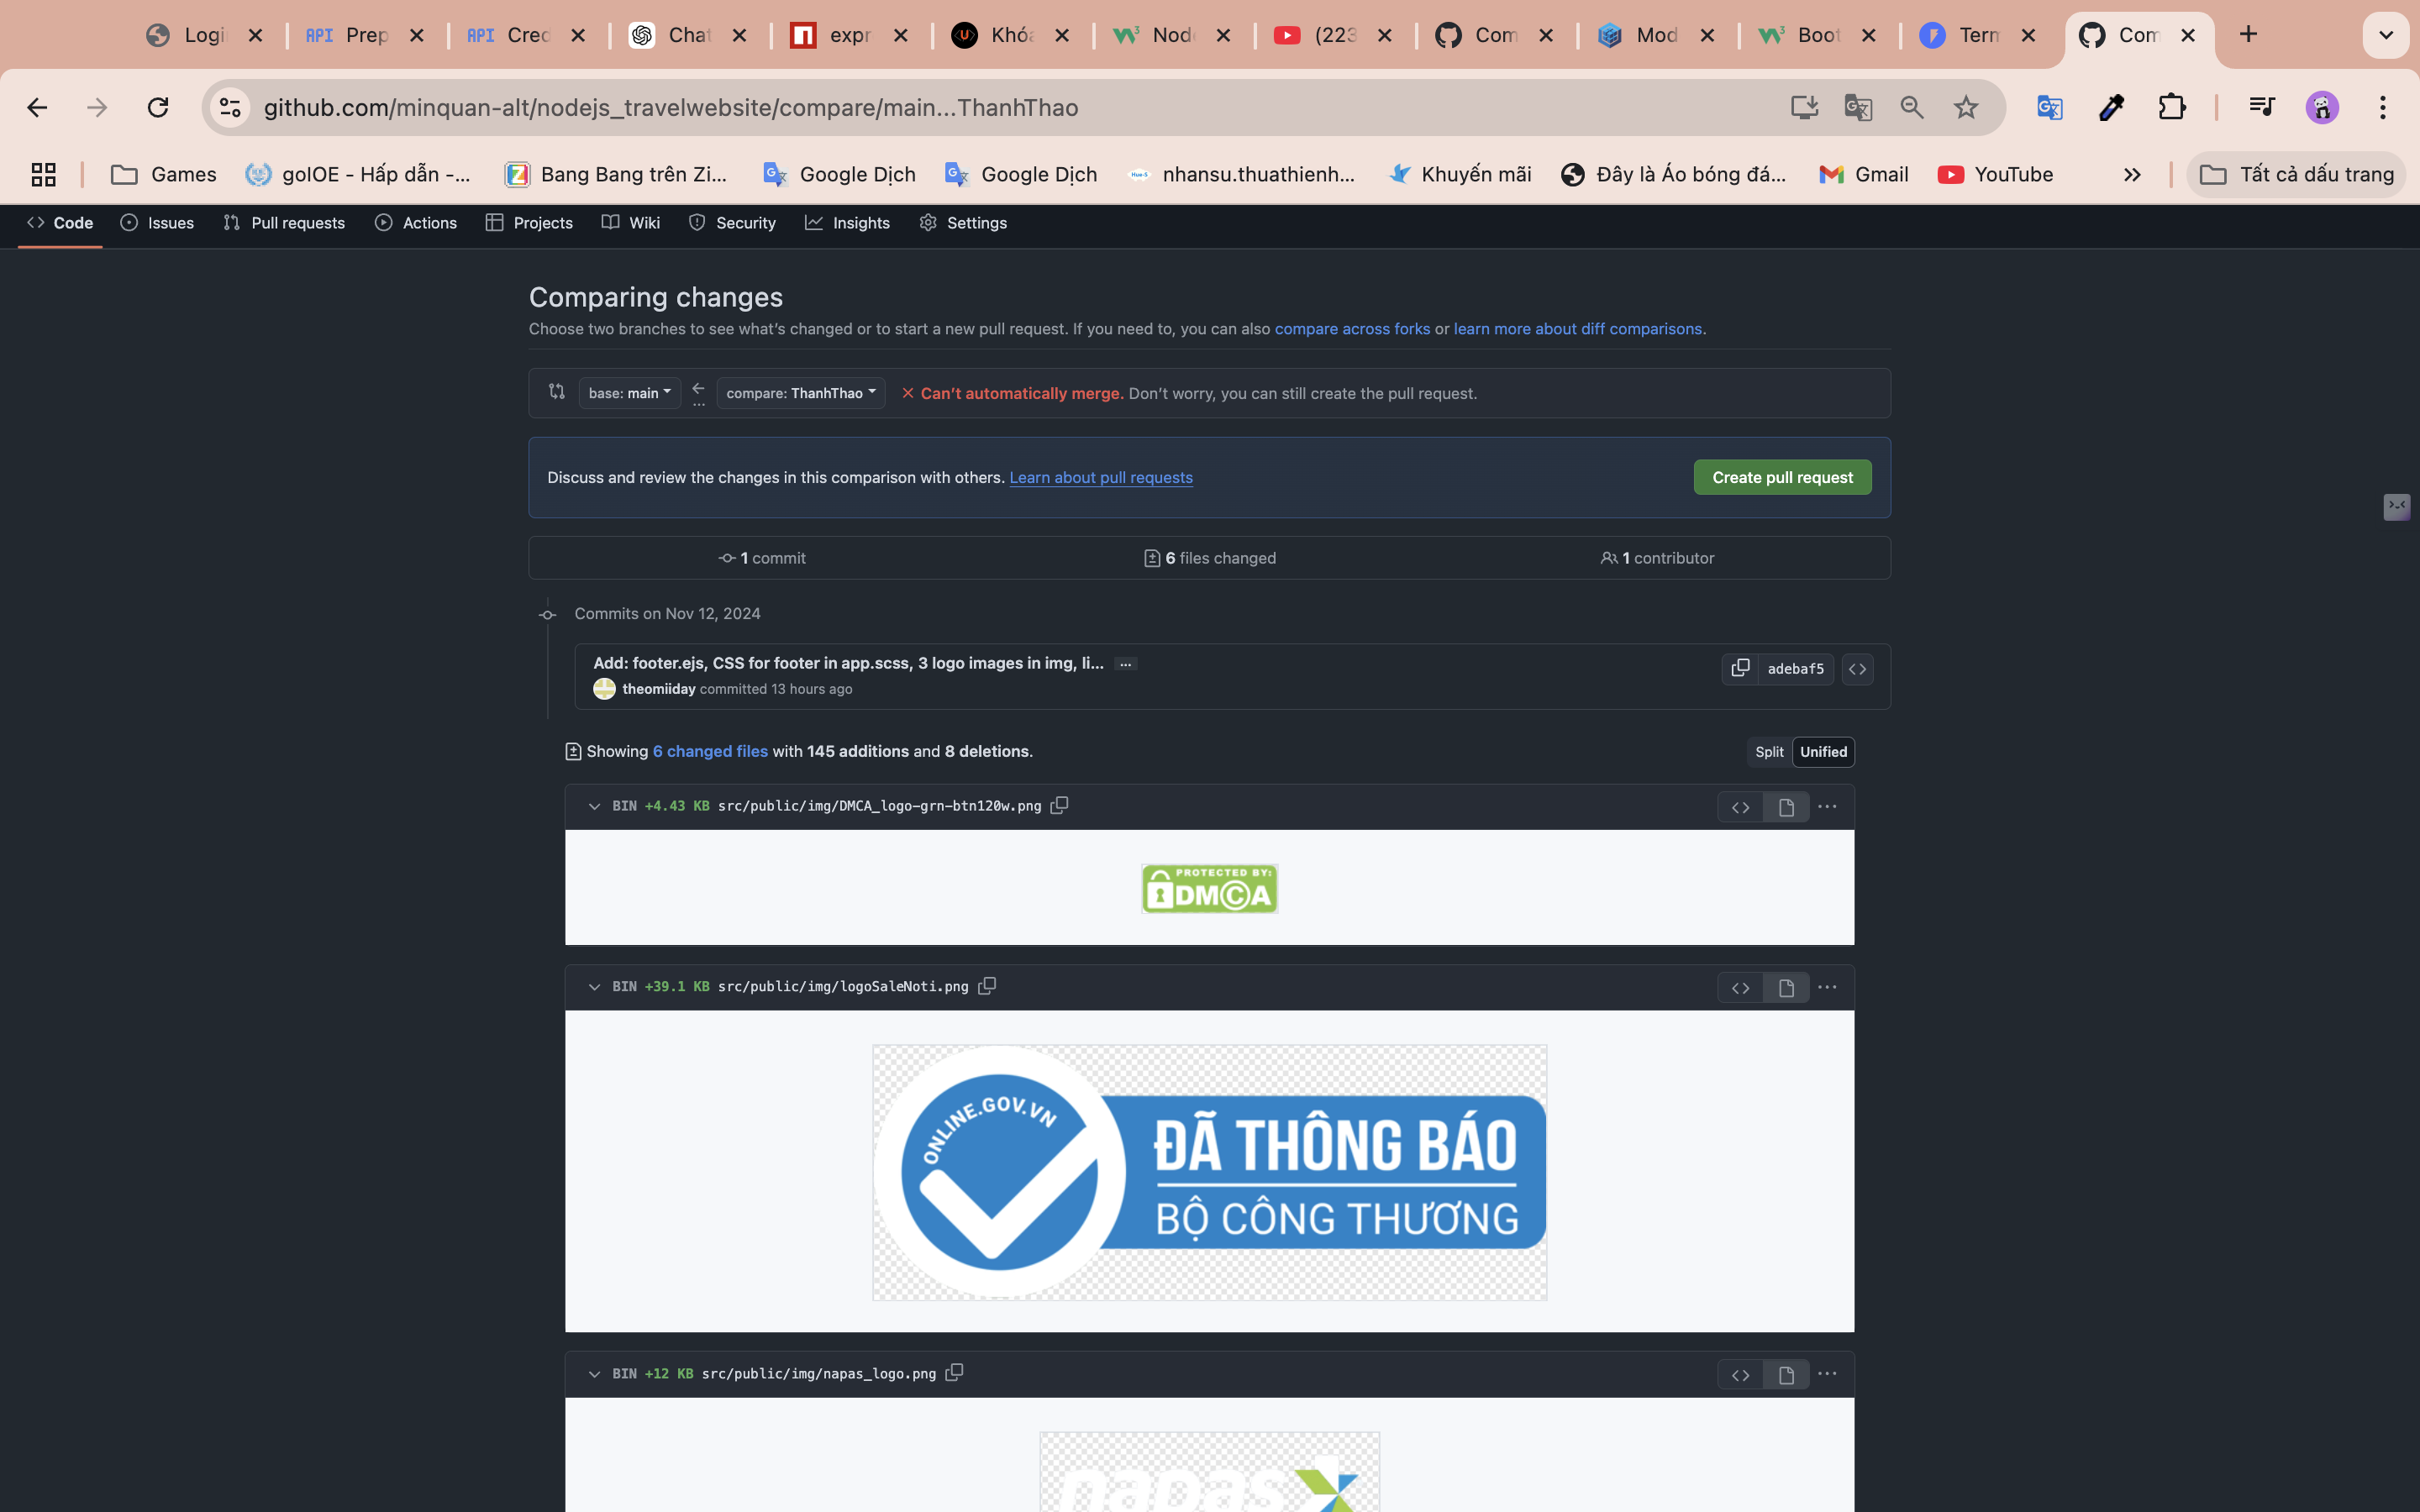 Logi
Prep
Cred
Chat
expr
Khóa
Node
(223
Com
Mod
Boot
Term
Com
github.com/minquan-alt/nodejs_travelwebsite/compare/main...ThanhThao
Games
goIOE - Hấp dẫn -...
Bang Bang trên Zi...
Google Dịch
Google Dịch
nhansu.thuathienh...
Khuyến mãi
Đây là Áo bóng đá...
Gmail
YouTube
Tất cả dấu trang
Code
Issues
Pull requests
Actions
Projects
Wiki
Security
Insights
Settings
Comparing changes
Choose two branches to see what's changed or to start a new pull request. If you need to, you can also compare across forks or learn more about diff comparisons.
base: main
compare: ThanhThao
Can't automatically merge. Don't worry, you can still create the pull request.
Discuss and review the changes in this comparison with others. Learn about pull requests
Create pull request
1 commit
6 files changed
1 contributor
Commits on Nov 12, 2024
Add: footer.ejs, CSS for footer in app.scss, 3 logo images in img, li... ...
adebaf5
theomiiday committed 13 hours ago
Showing 6 changed files with 145 additions and 8 deletions.
Split
Unified
BIN +4.43 KB src/public/img/DMCA_logo-grn-btn120w.png
PROTECTED BY:
DMCA
BIN +39.1 KB src/public/img/logoSaleNoti.png
ONLINE.GOV.VN
ĐÃ THÔNG BÁO
BỘ CÔNG THƯƠNG
BIN +12 KB src/public/img/napas_logo.png
napas